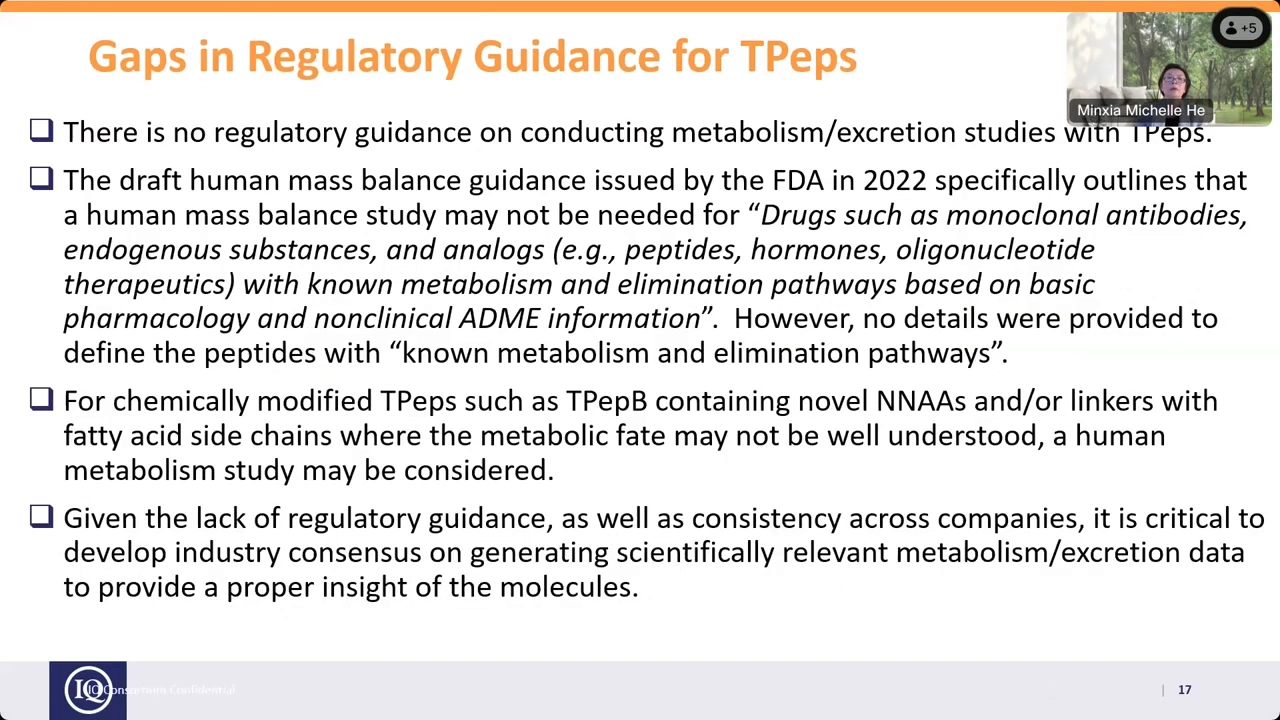 Gaps in Regulatory Guidance for TPeps
+5
Minxia Michelle He
There is no regulatory guidance on conducting metabolism/excretion studies with TPeps.
The draft human mass balance guidance issued by the FDA in 2022 specifically outlines that
a human mass balance study may not be needed for “Drugs such as monoclonal antibodies,
endogenous substances, and analogs (e.g., peptides, hormones, oligonucleotide
therapeutics) with known metabolism and elimination pathways based on basic
pharmacology and nonclinical ADME information”. However, no details were provided to
define the peptides with “known metabolism and elimination pathways”.
For chemically modified TPeps such as TPepB containing novel NNAAs and/or linkers with
fatty acid side chains where the metabolic fate may not be well understood, a human
metabolism study may be considered.
Given the lack of regulatory guidance, as well as consistency across companies, it is critical to
develop industry consensus on generating scientifically relevant metabolism/excretion data
to provide a proper insight of the molecules.
IQ
IQ Consortium Confidential
| 17